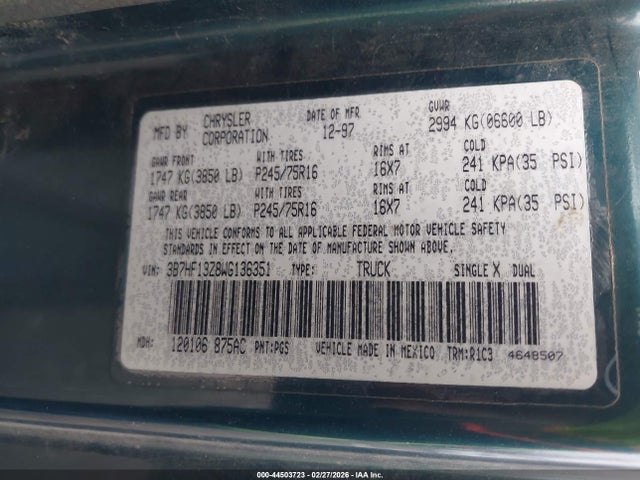 MFD BY CHRYSLER CORPORATION DATE OF MFR 12-97 GVWR 2994 KG(06600 LB)
GAWR FRONT WITH TIRES RIMS AT COLD
1747 KG(3850 LB) P245/75R16 16X7 241 KPA(35 PSI)
GAWR REAR WITH TIRES RIMS AT COLD
1747 KG(3850 LB) P245/75R16 16X7 241 KPA(35 PSI)
THIS VEHICLE CONFORMS TO ALL APPLICABLE FEDERAL MOTOR VEHICLE SAFETY
STANDARDS IN EFFECT ON THE DATE OF MANUFACTURE SHOWN ABOVE,
VIN: 3B7HF13Z8WG136351 TYPE: TRUCK SINGLE X DUAL
MDH: 120106 875AC PNT:PGS VEHICLE MADE IN MEXICO TRM:R1C3 4648507
000-44503723 - 02/27/2026 - IAA Inc.